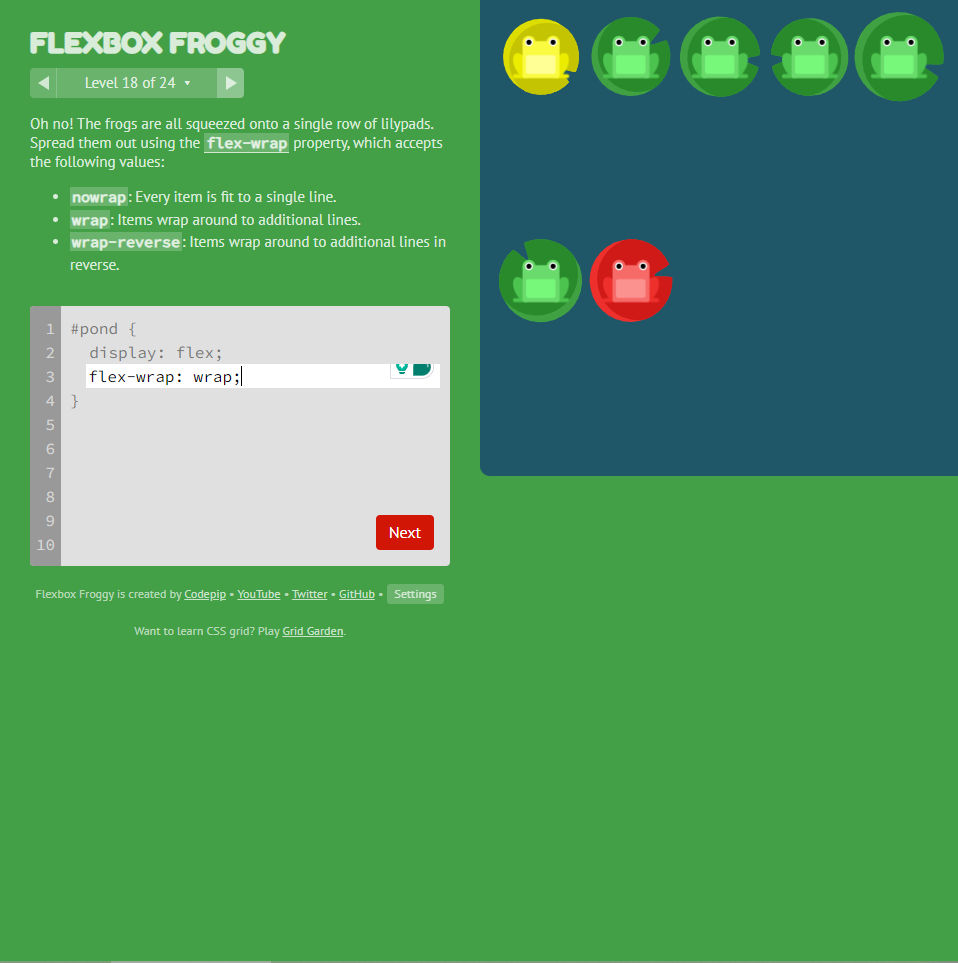 FLEXBOX FROGGY
Level 18 of 24
Oh no! The frogs are all squeezed onto a single row of lilypads.
Spread them out using the flex-wrap property, which accepts
the following values:
• nowrap: Every item is fit to a single line.
• wrap: Items wrap around to additional lines.
• wrap-reverse: Items wrap around to additional lines in
reverse.
1 #pond {
2 display: flex;
3 flex-wrap: wrap;
4 }
5
6
7
8
9
10
Next
Flexbox Froggy is created by Codepip • YouTube • Twitter • GitHub • Settings
Want to learn CSS grid? Play Grid Garden.